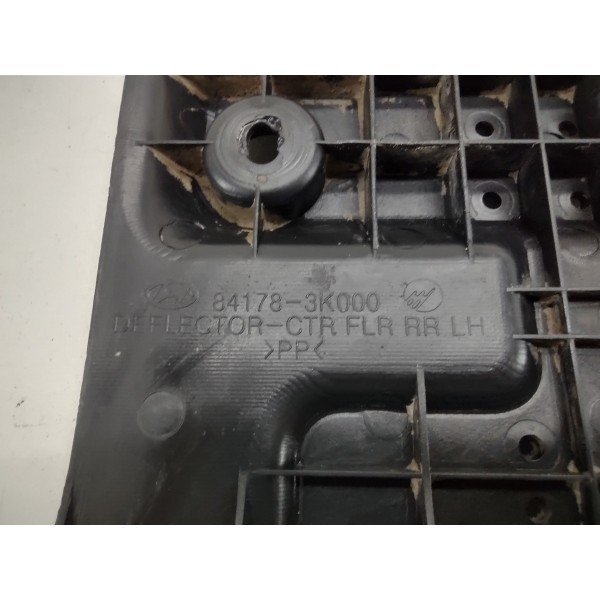 84178-3K000
DEFLECTOR-CTR FLR RR LH
>PP<